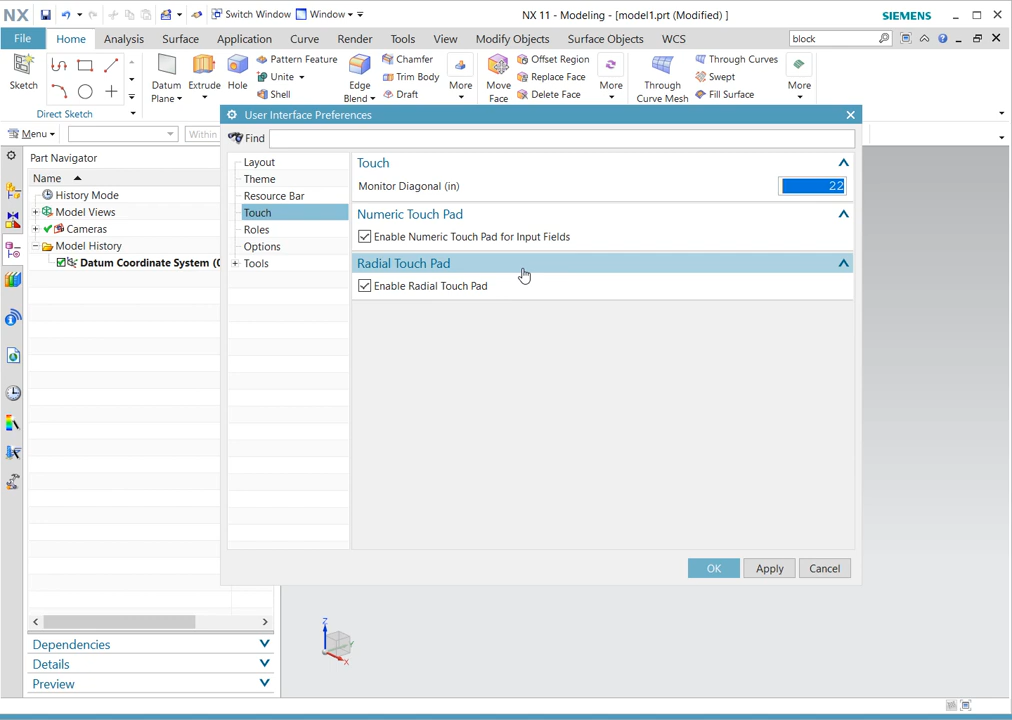 NX Switch Window Window NX 11 - Modeling - [model1.prt (Modified) ] SIEMENS
File Home Analysis Surface Application Curve Render Tools View Modify Objects Surface Objects WCS block
Sketch
Direct Sketch
Datum Plane
Extrude
Hole
Pattern Feature
Unite
Shell
Edge Blend
Chamfer
Trim Body
Draft
More
Move Face
Offset Region
Replace Face
Delete Face
More
Through Curve Mesh
Through Curves
Swept
Fill Surface
More
Menu Within
User Interface Preferences
Find
Part Navigator
Name
History Mode
Model Views
Cameras
Model History
Datum Coordinate System (0
Layout
Theme
Resource Bar
Touch
Roles
Options
Tools
Touch
Monitor Diagonal (in) 22
Numeric Touch Pad
Enable Numeric Touch Pad for Input Fields
Radial Touch Pad
Enable Radial Touch Pad
OK Apply Cancel
Dependencies
Details
Preview
Z
Y
X